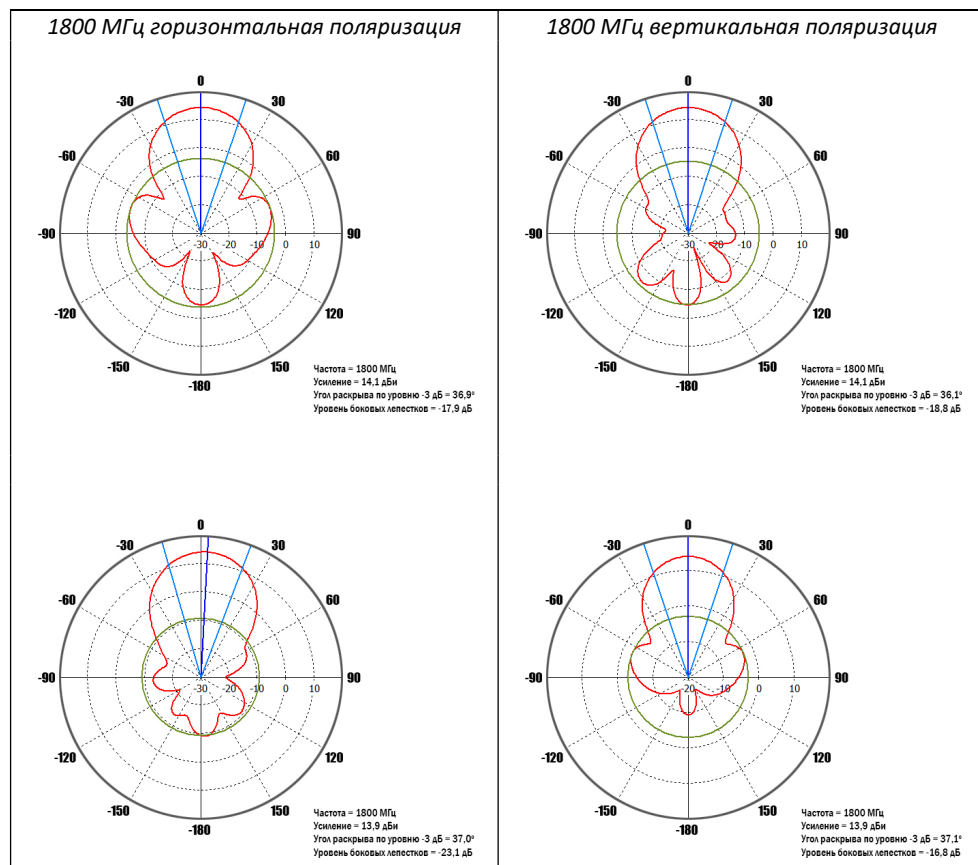 1800 МГц горизонтальная поляризация
1800 МГц вертикальная поляризация
0
-30 30
-60 60
-90 -30 -20 -10 0 10 90
-120 120
-150 150
-180
Частота = 1800 МГц
Усиление = 14,1 дБи
Угол раскрыва по уровню -3 дБ = 36,9°
Уровень боковых лепестков = -17,9 дБ
0
-30 30
-60 60
-90 -30 -20 -10 0 10 90
-120 120
-150 150
-180
Частота = 1800 МГц
Усиление = 14,1 дБи
Угол раскрыва по уровню -3 дБ = 36,1°
Уровень боковых лепестков = -18,8 дБ
0
-30 30
-60 60
-90 -30 -20 -10 0 10 90
-120 120
-150 150
-180
Частота = 1800 МГц
Усиление = 13,9 дБи
Угол раскрыва по уровню -3 дБ = 37,0°
Уровень боковых лепестков = -23,1 дБ
0
-30 30
-60 60
-90 -20 -10 0 10 90
-120 120
-150 150
-180
Частота = 1800 МГц
Усиление = 13,9 дБи
Угол раскрыва по уровню -3 дБ = 37,1°
Уровень боковых лепестков = -16,8 дБ